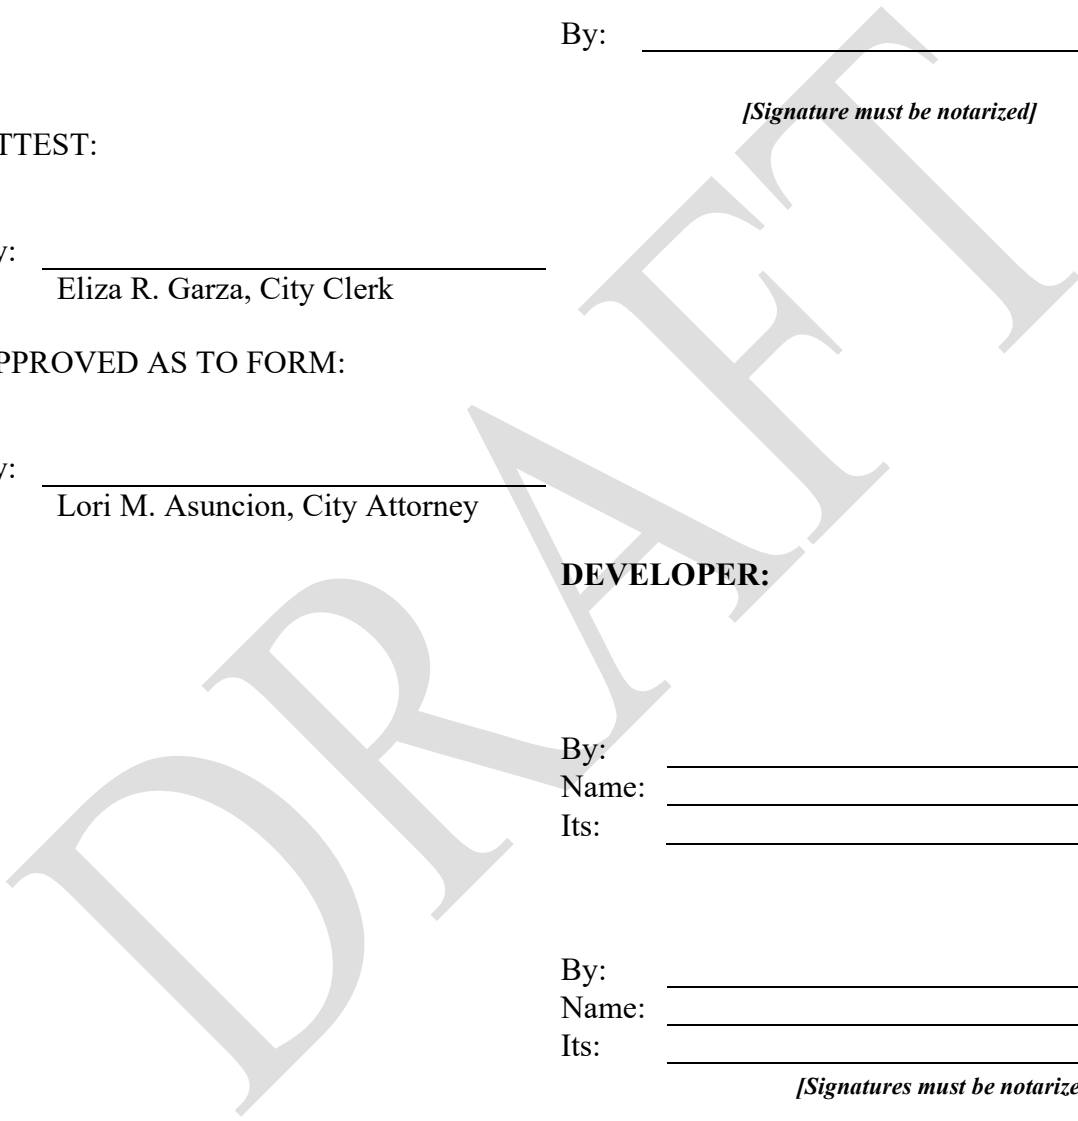 By:
[Signature must be notarized]
TTEST:
y:
Eliza R. Garza, City Clerk
PPROVED AS TO FORM:
y:
Lori M. Asuncion, City Attorney
DEVELOPER:
By:
Name:
Its:
By:
Name:
Its:
[Signatures must be notarize
DRAFT